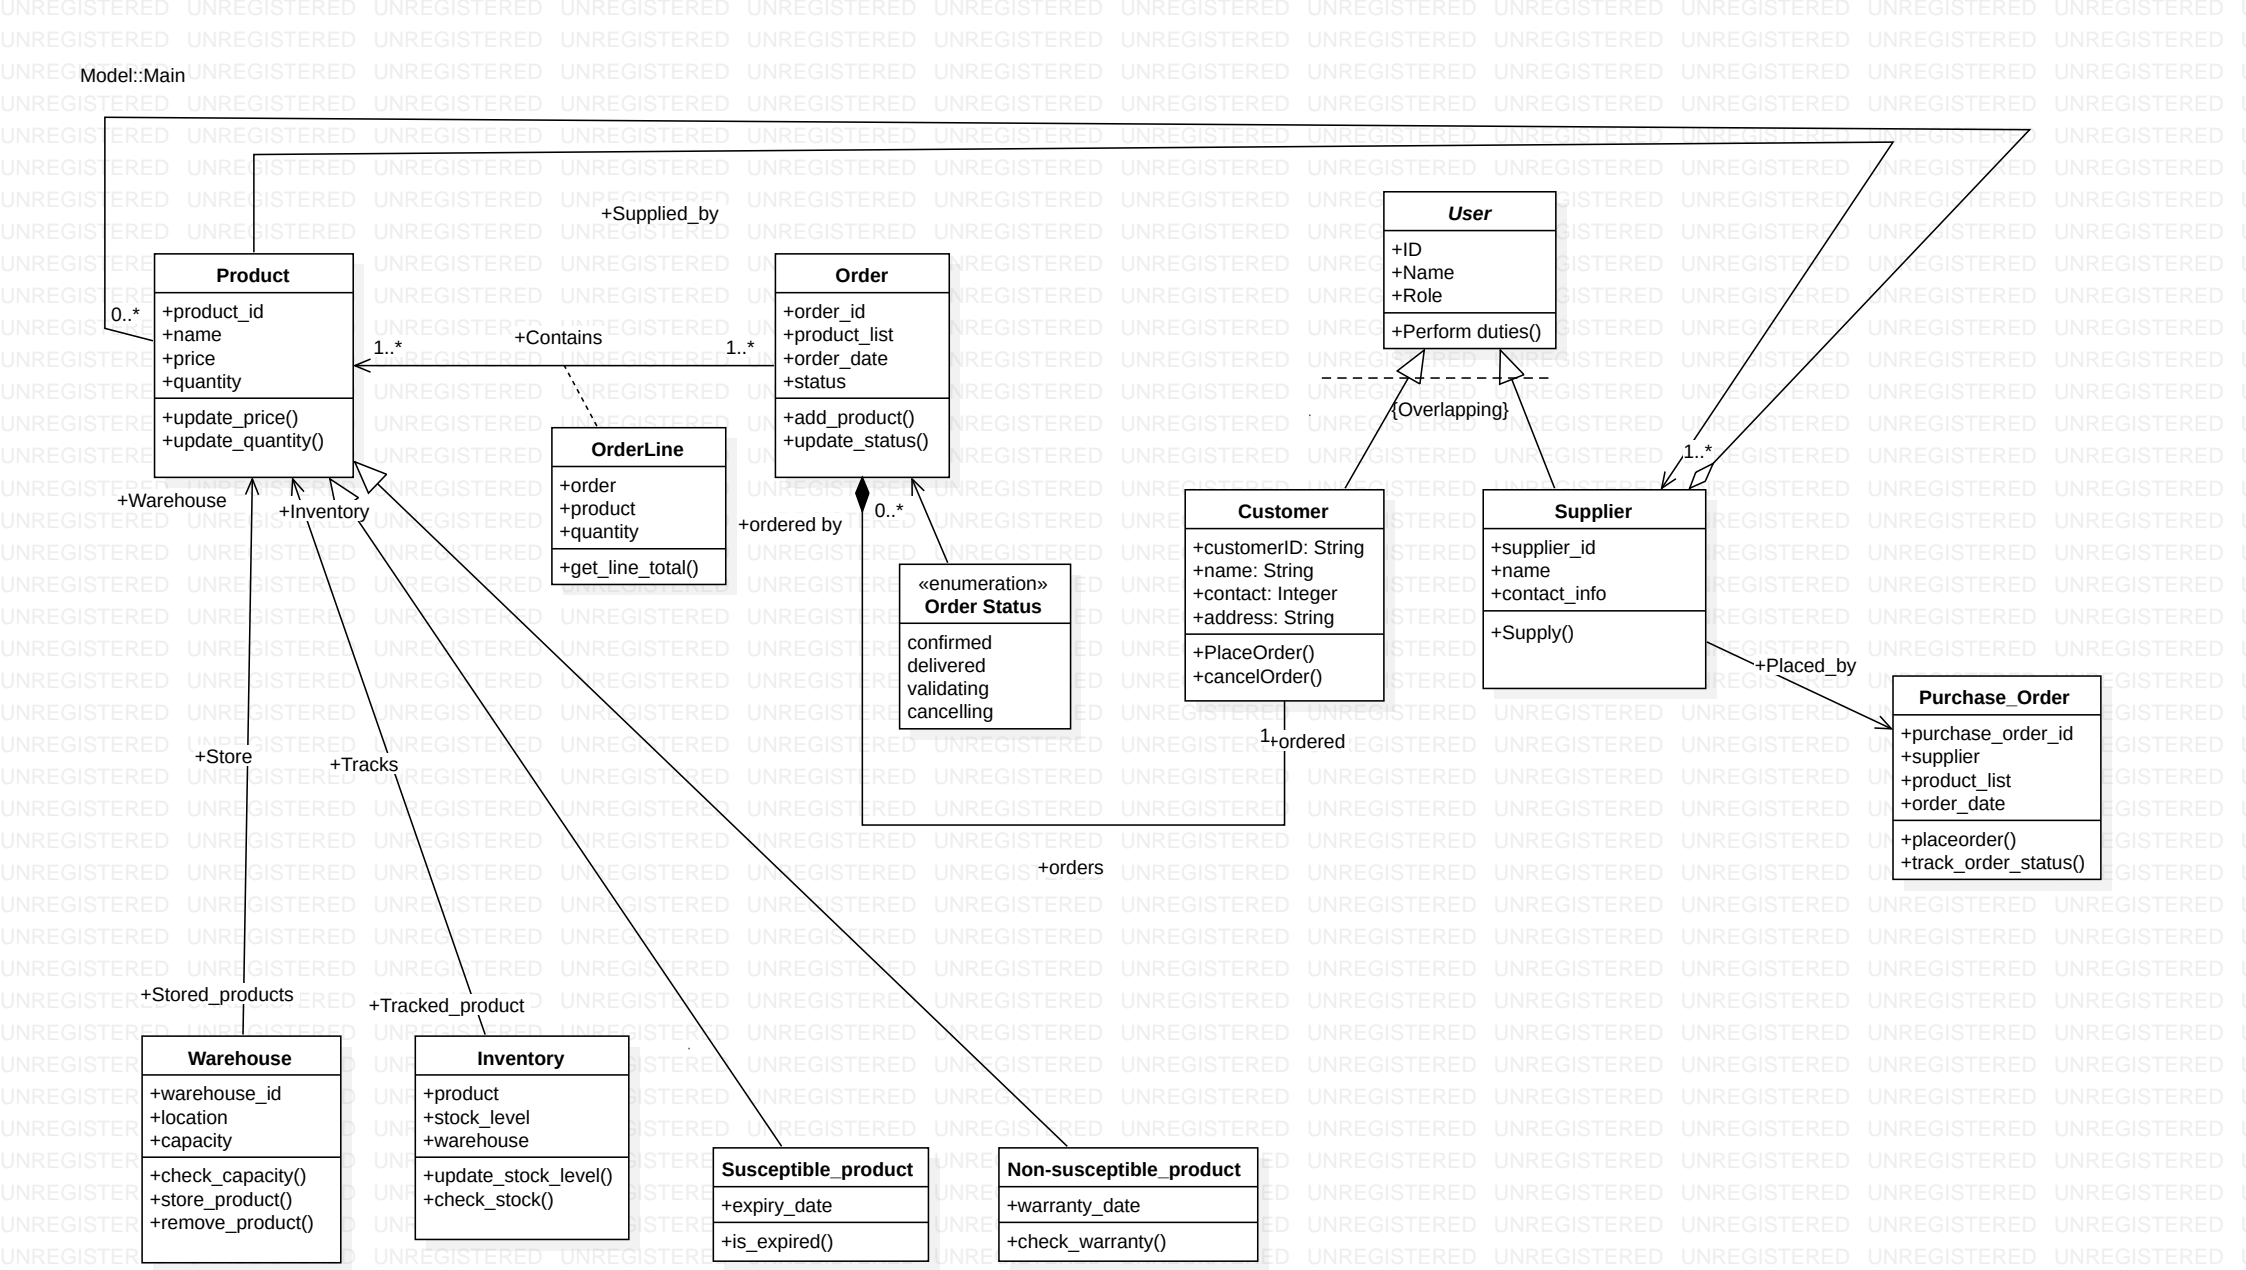 Model::Main
+Supplied_by
User
+ID
+Name
+Role
+Perform duties()
{Overlapping}
Product
+product_id
+name
+price
+quantity
+update_price()
+update_quantity()
0..*
1..*
+Contains
1..*
Order
+order_id
+product_list
+order_date
+status
+add_product()
+update_status()
OrderLine
+order
+product
+quantity
+get_line_total()
+Warehouse
+Inventory
+ordered by
0..*
«enumeration»
Order Status
confirmed
delivered
validating
cancelling
Customer
+customerID: String
+name: String
+contact: Integer
+address: String
+PlaceOrder()
+cancelOrder()
1
+ordered
1..*
Supplier
+supplier_id
+name
+contact_info
+Supply()
+Placed_by
Purchase_Order
+purchase_order_id
+supplier
+product_list
+order_date
+placeorder()
+track_order_status()
+Store
+Tracks
+orders
+Stored_products
+Tracked_product
Warehouse
+warehouse_id
+location
+capacity
+check_capacity()
+store_product()
+remove_product()
Inventory
+product
+stock_level
+warehouse
+update_stock_level()
+check_stock()
Susceptible_product
+expiry_date
+is_expired()
Non-susceptible_product
+warranty_date
+check_warranty()
UNREGISTERED